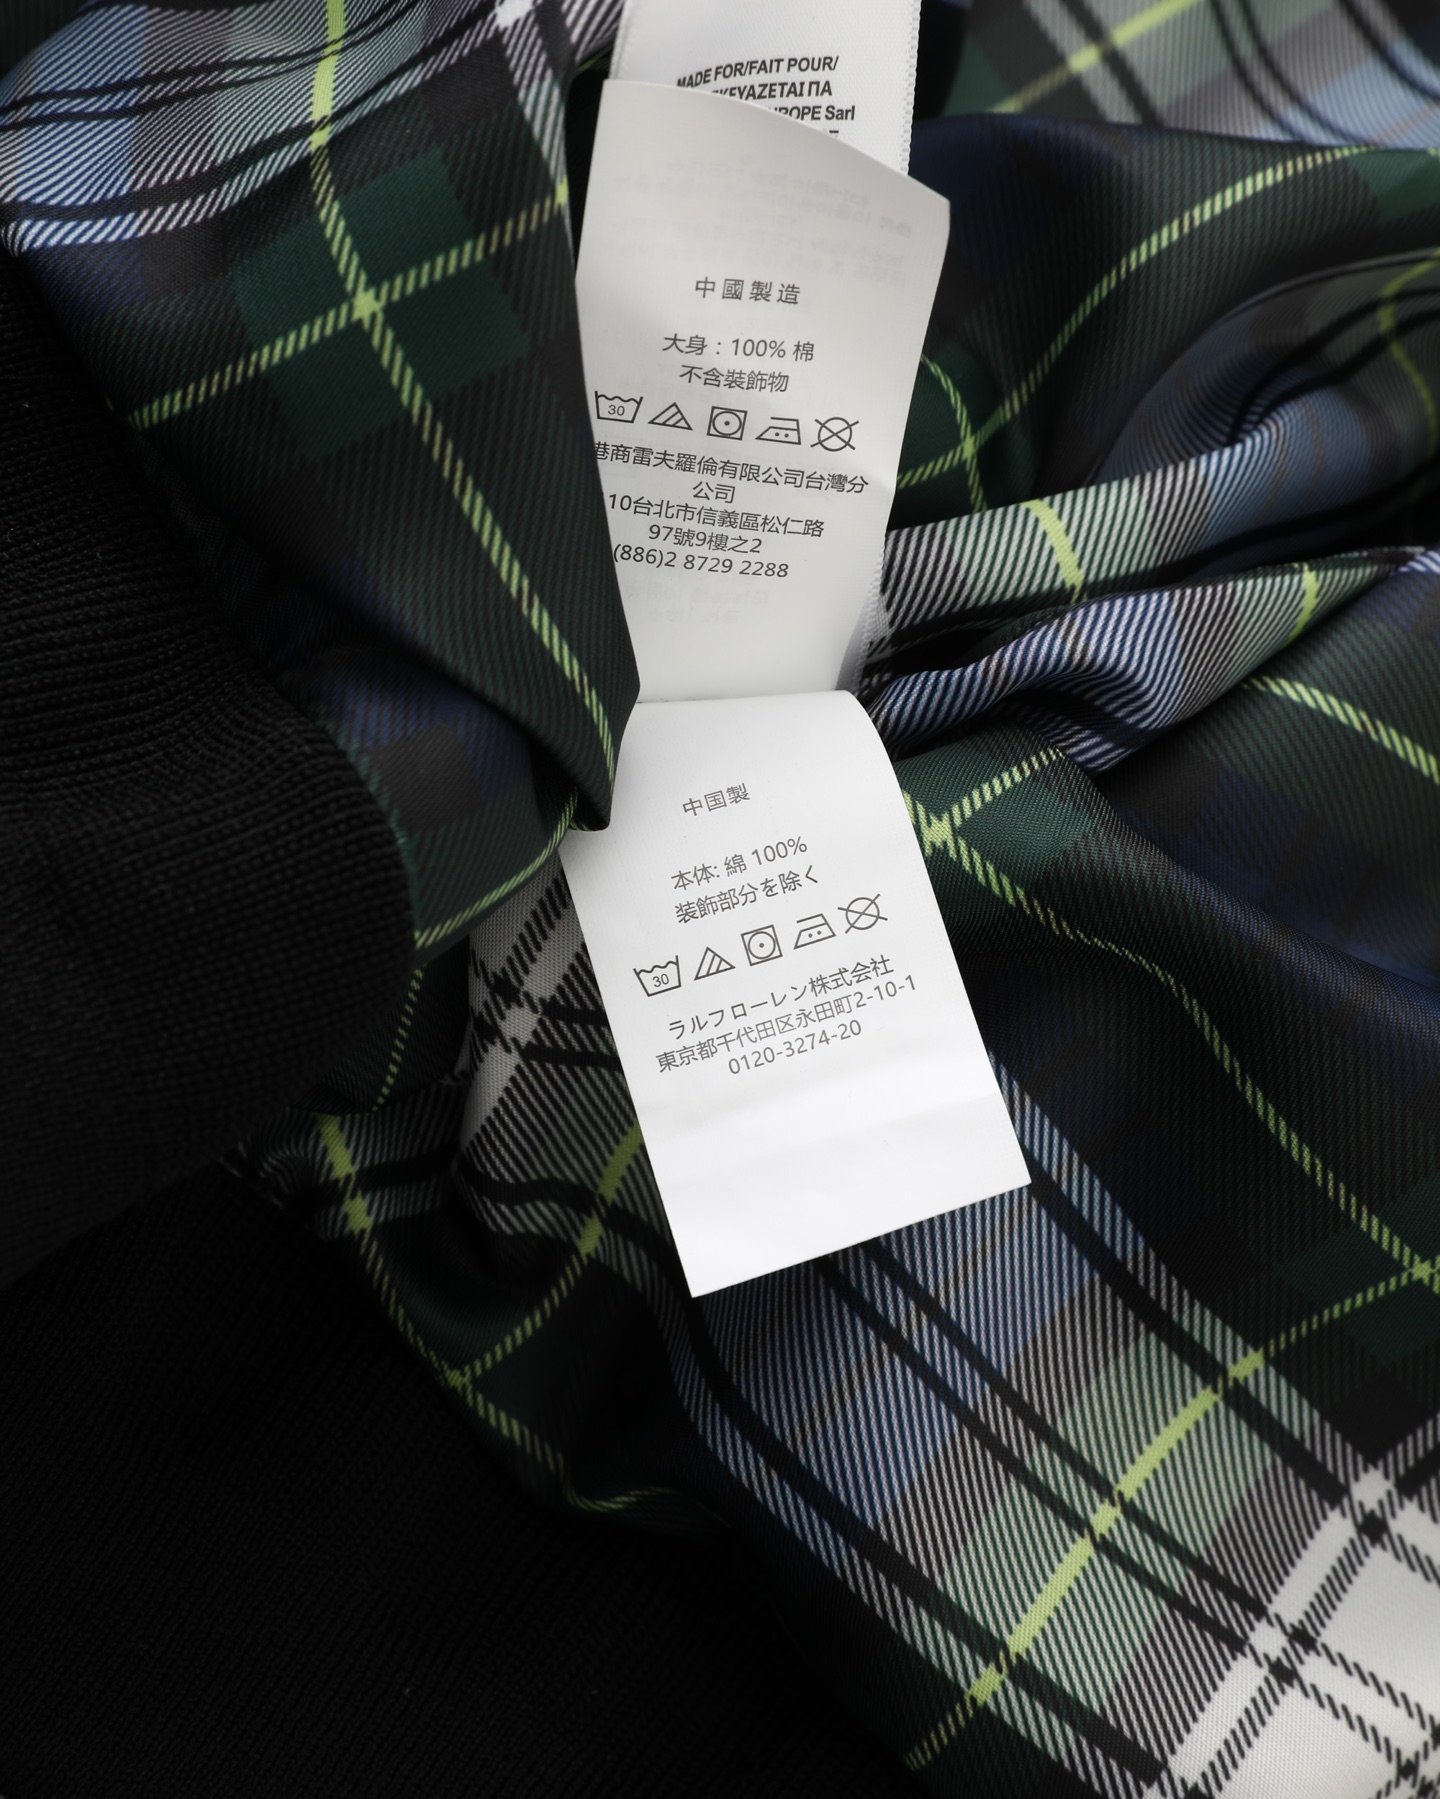 MADE FOR/FAIT POUR/
ΓΙΑ
EUROPE Sarl
中國製造
大身：100% 棉
不含裝飾物
30
港商雷夫羅倫有限公司台灣分
公司
10台北市信義區松仁路
97號9樓之2
(886)2 8729 2288
中国製
本体: 綿 100%
装飾部分を除く
30
ラルフローレン株式会社
東京都千代田区永田町2-10-1
0120-3274-20